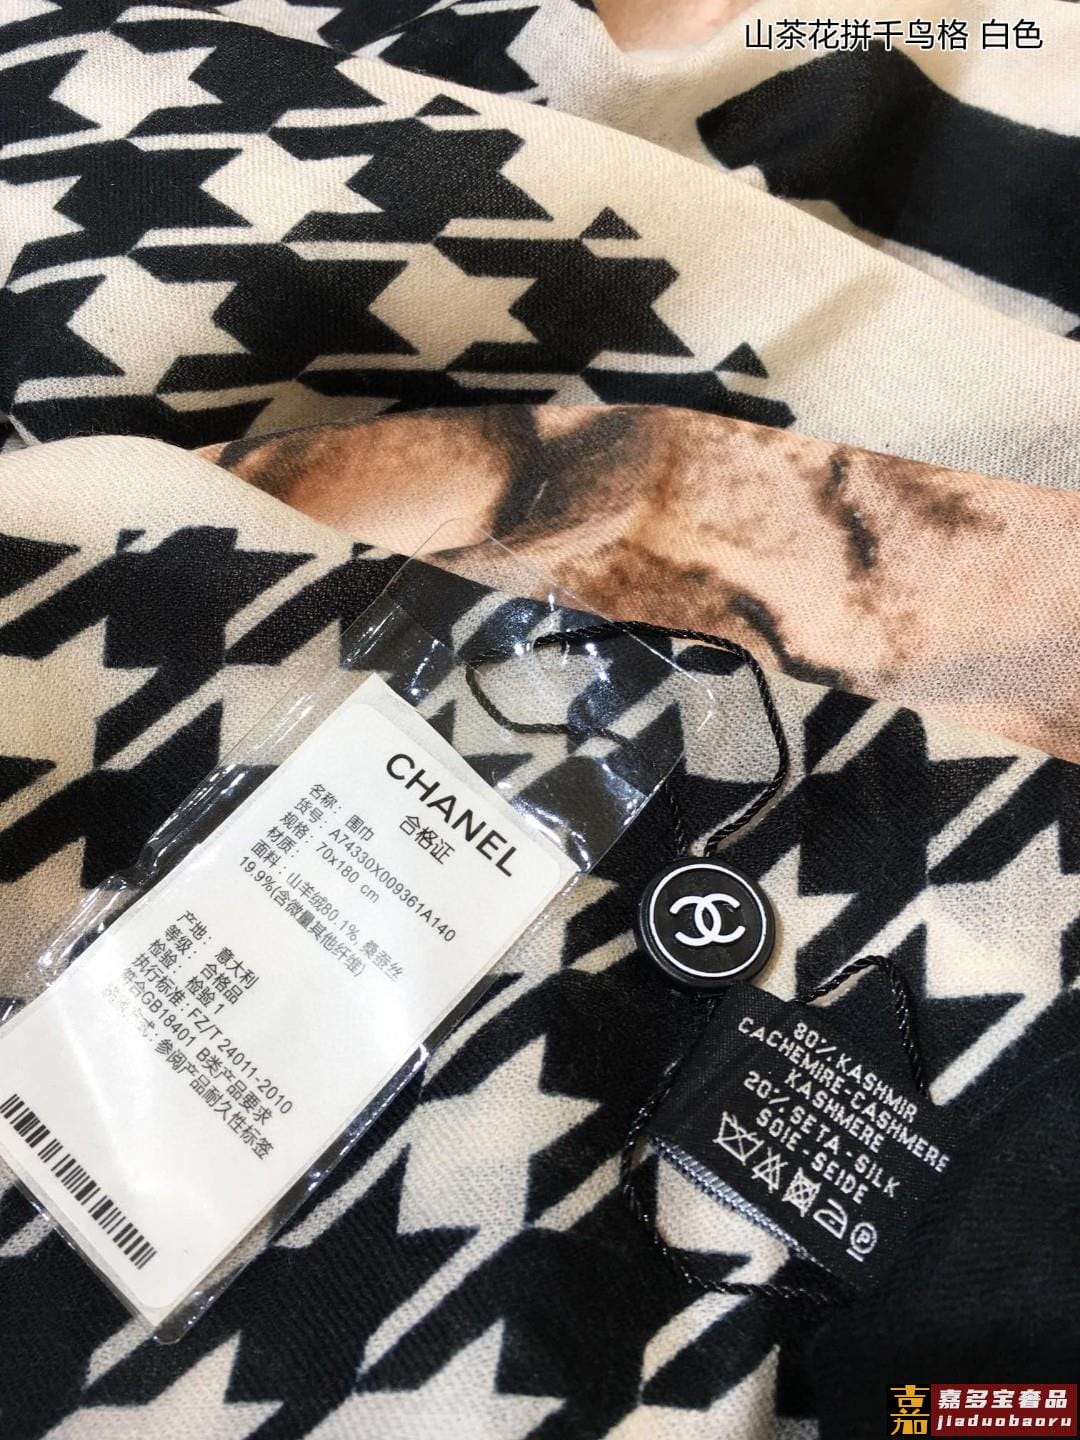 山茶花拼千鸟格 白色
CHANEL
合格证
名称： 围巾
货号：A74330X009361A140
规格：70x180 cm
材质：
面料：山羊绒80.1%, 桑蚕丝
19.9%(含微量其他纤维)
产地： 意大利
等级：合格品
检验：检验1
执行标准：FZ/T 24011-2010
符合GB18401 B类产品要求
方式：参阅产品耐久性标签
80% KASHMIR
CACHEMIRE-CASHMERE
KASHMERE
20% SETA-SILK
SOIE-SEIDE
P
嘉 嘉多宝奢品
jiaduobaoru